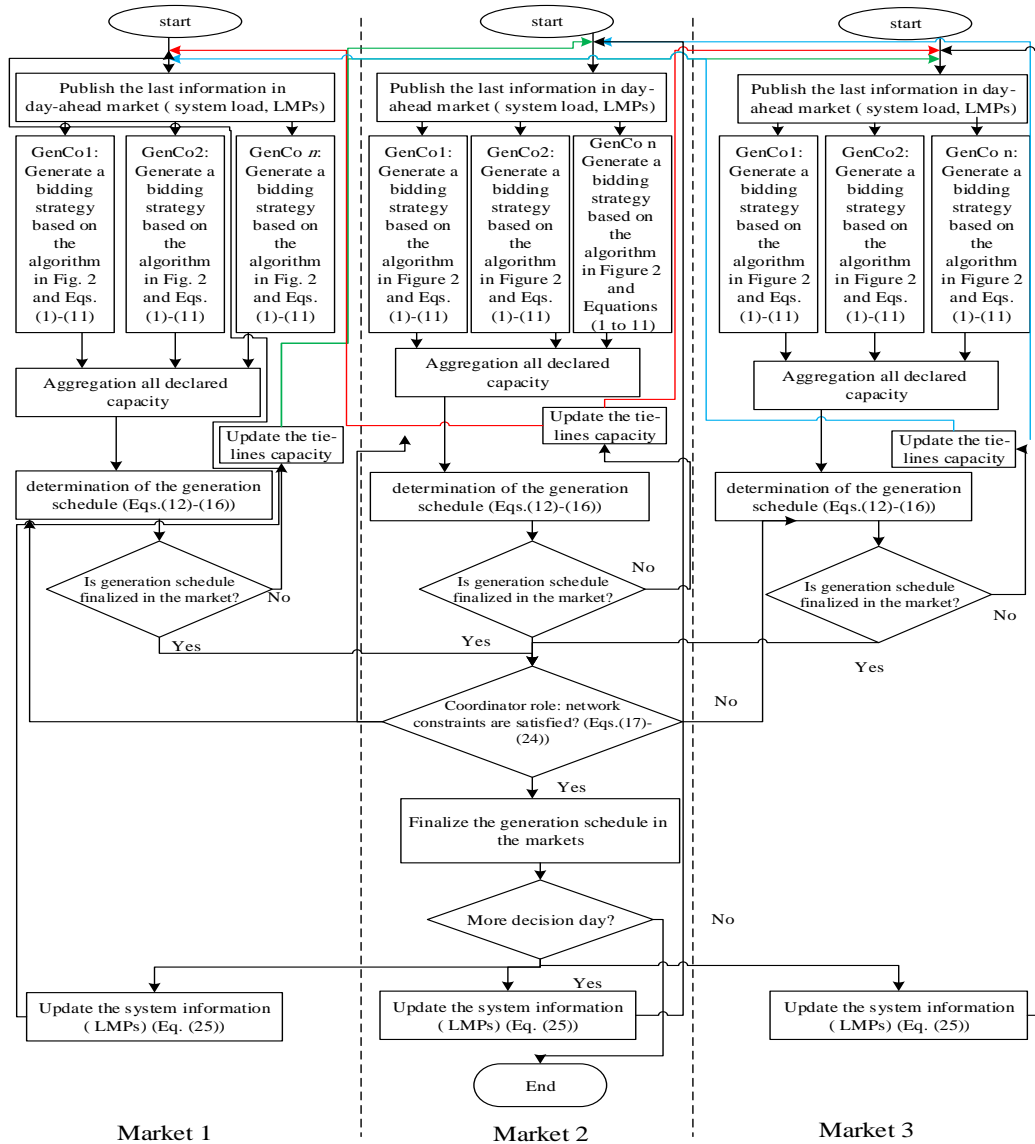 start
start
start
Publish the last information in
day-ahead market ( system load, LMPs)
Publish the last information in day-
ahead market ( system load, LMPs)
Publish the last information in
day-ahead market ( system load, LMPs)
GenCo1:
Generate a
bidding
strategy
based on
the
algorithm
in Fig. 2
and Eqs.
(1)-(11)
GenCo2:
Generate a
bidding
strategy
based on
the
algorithm
in Fig. 2
and Eqs.
(1)-(11)
GenCo n:
Generate a
bidding
strategy
based on
the
algorithm
in Fig. 2
and Eqs.
(1)-(11)
GenCo1:
Generate a
bidding
strategy
based on
the
algorithm
in Figure 2
and Eqs.
(1)-(11)
GenCo2:
Generate a
bidding
strategy
based on
the
algorithm
in Figure 2
and Eqs.
(1)-(11)
GenCo n
Generate a
bidding
strategy
based on
the
algorithm
in Figure 2
and
Equations
(1 to 11)
GenCo1:
Generate a
bidding
strategy
based on
the
algorithm
in Figure 2
and Eqs.
(1)-(11)
GenCo2:
Generate a
bidding
strategy
based on
the
algorithm
in Figure 2
and Eqs.
(1)-(11)
GenCo n:
Generate a
bidding
strategy
based on
the
algorithm
in Figure 2
and Eqs.
(1)-(11)
Aggregation all declared
capacity
Aggregation all declared
capacity
Aggregation all declared
capacity
Update the tie-
lines capacity
Update the tie-
lines capacity
Update the tie-
lines capacity
determination of the generation
schedule (Eqs.(12)-(16))
determination of the generation
schedule (Eqs.(12)-(16))
determination of the generation
schedule (Eqs.(12)-(16))
Is generation schedule
finalized in the market?
No
Yes
Is generation schedule
finalized in the market?
No
Yes
Is generation schedule
finalized in the market?
No
Yes
Coordinator role: network
constraints are satisfied? (Eqs.(17)-
(24))
No
Yes
Finalize the generation schedule in
the markets
More decision day?
No
Yes
Update the system information
( LMPs) (Eq. (25))
Update the system information
( LMPs) (Eq. (25))
Update the system information
( LMPs) (Eq. (25))
End
Market 1
Market 2
Market 3